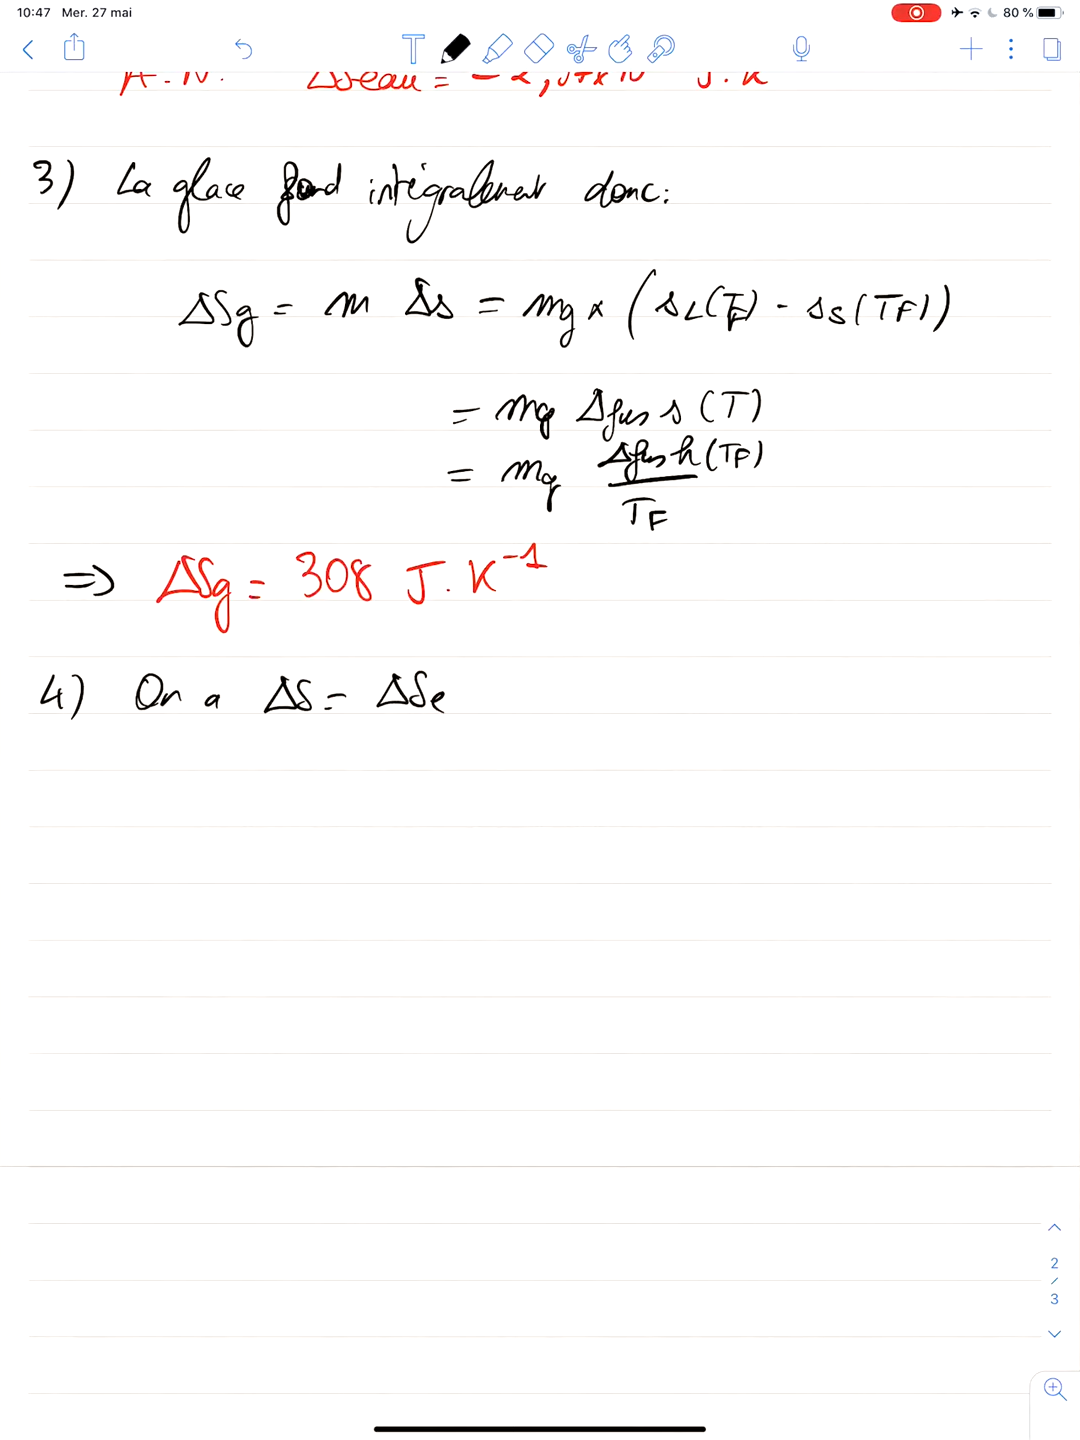 10:47 Mer. 27 mai 80 %
A.N. ΔSeau =
3) La glace fond intégralement donc:
ΔSg = m Δs = mg × (sL(TF) - sS(TF))
= mg Δfus s (T)
= mg Δfus h (TF) / TF
=> ΔSg = 308 J.K⁻¹
4) On a ΔS = ΔSe
2
/
3